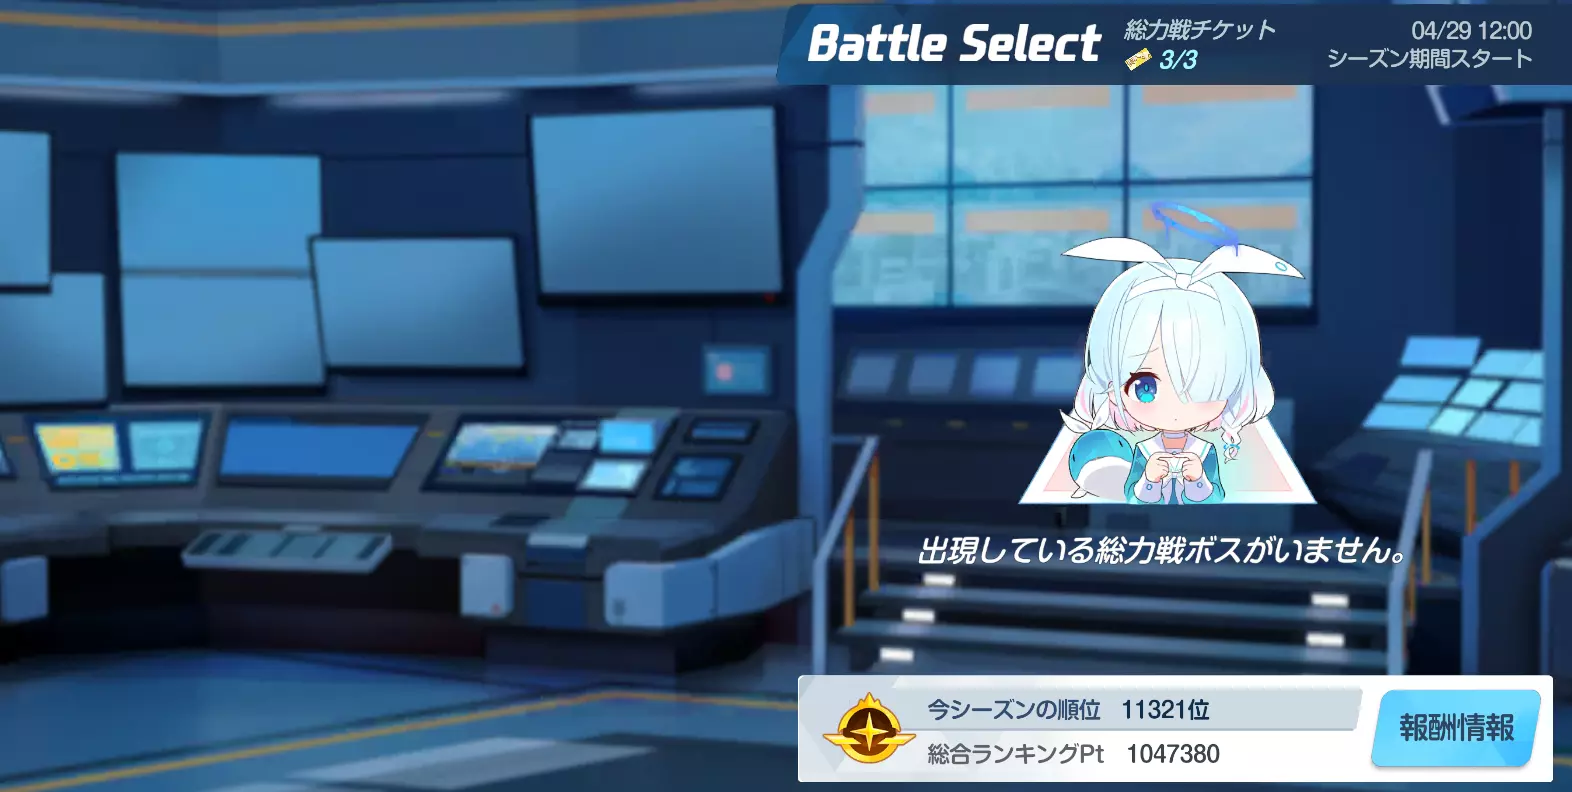 Battle Select
総力戦チケット
3/3
04/29 12:00
シーズン期間スタート
出現している総力戦ボスがいません。
今シーズンの順位 11321位
総合ランキングPt 1047380
報酬情報